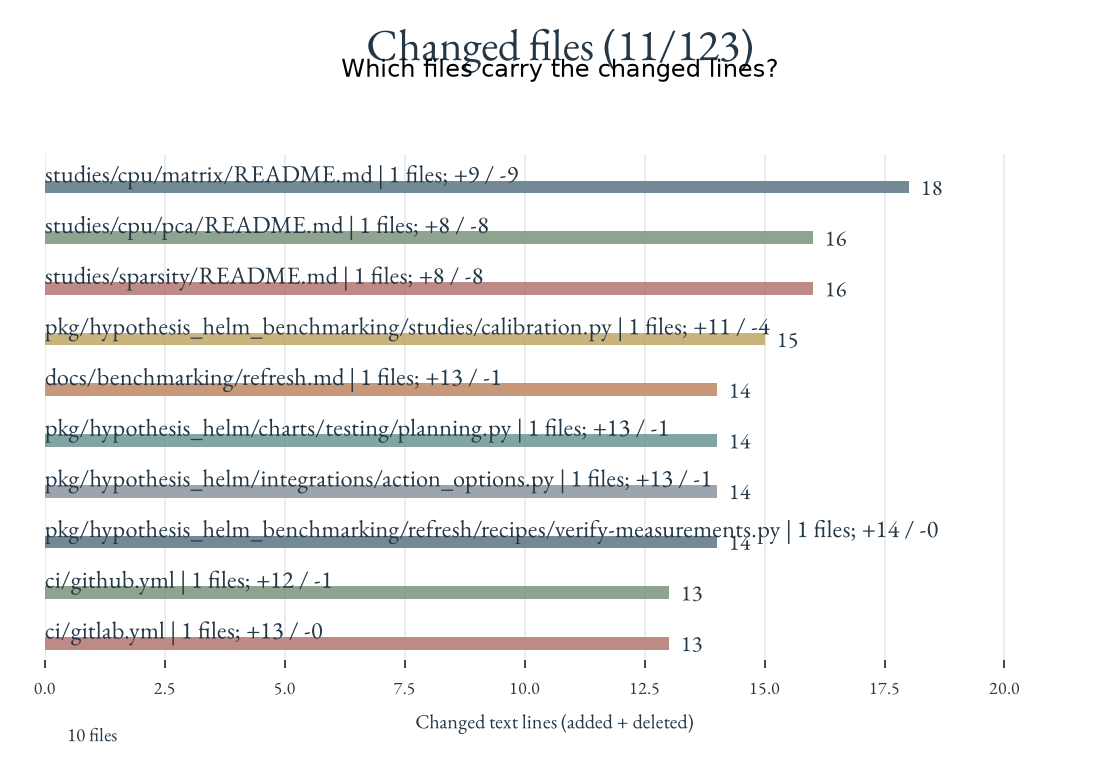 Changed files (11/123)
Which files carry the changed lines?
studies/cpu/matrix/README.md | 1 files; +9 / -9
18
studies/cpu/pca/README.md | 1 files; +8 / -8
16
studies/sparsity/README.md | 1 files; +8 / -8
16
pkg/hypothesis_helm_benchmarking/studies/calibration.py | 1 files; +11 / -4
15
docs/benchmarking/refresh.md | 1 files; +13 / -1
14
pkg/hypothesis_helm/charts/testing/planning.py | 1 files; +13 / -1
14
pkg/hypothesis_helm/integrations/action_options.py | 1 files; +13 / -1
14
pkg/hypothesis_helm_benchmarking/refresh/recipes/verify-measurements.py | 1 files; +14 / -0
14
ci/github.yml | 1 files; +12 / -1
13
ci/gitlab.yml | 1 files; +13 / -0
13
0.0 2.5 5.0 7.5 10.0 12.5 15.0 17.5 20.0
Changed text lines (added + deleted)
10 files